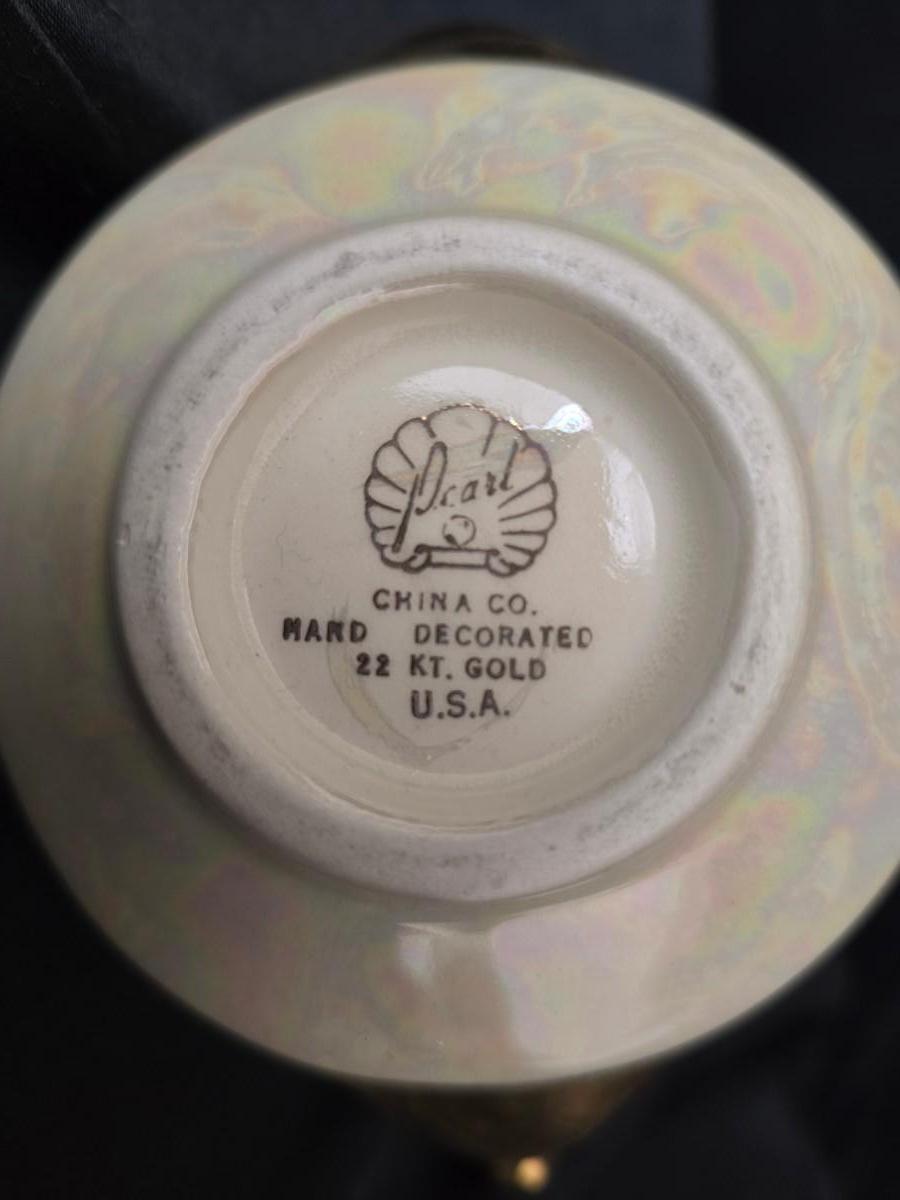 Pearl
CHINA CO.
HAND DECORATED
22 KT. GOLD
U.S.A.